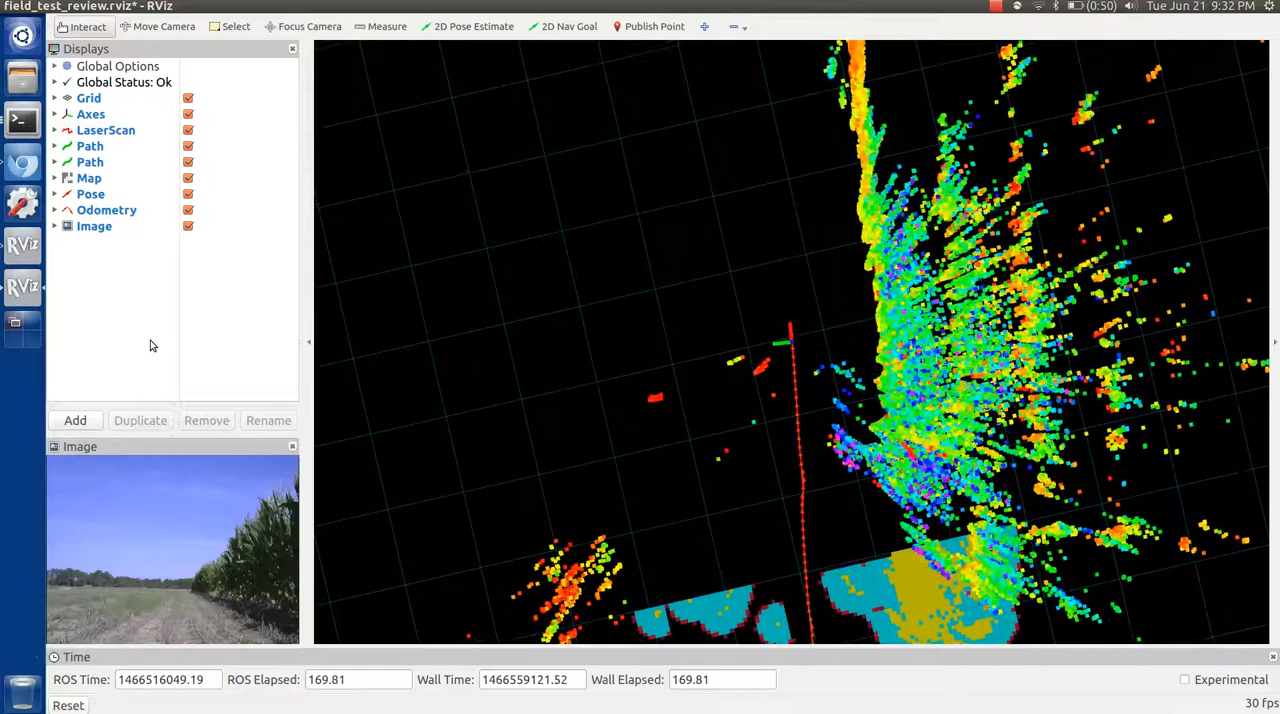 field_test_review.rviz* - RViz
(0:50) Tue Jun 21 9:32 PM
Interact Move Camera Select Focus Camera Measure 2D Pose Estimate 2D Nav Goal Publish Point
Displays
Global Options
Global Status: Ok
Grid
Axes
LaserScan
Path
Path
Map
Pose
Odometry
Image
Add Duplicate Remove Rename
Image
RViz
RViz
Time
ROS Time: 1466516049.19 ROS Elapsed: 169.81 Wall Time: 1466559121.52 Wall Elapsed: 169.81 Experimental
Reset 30 fps